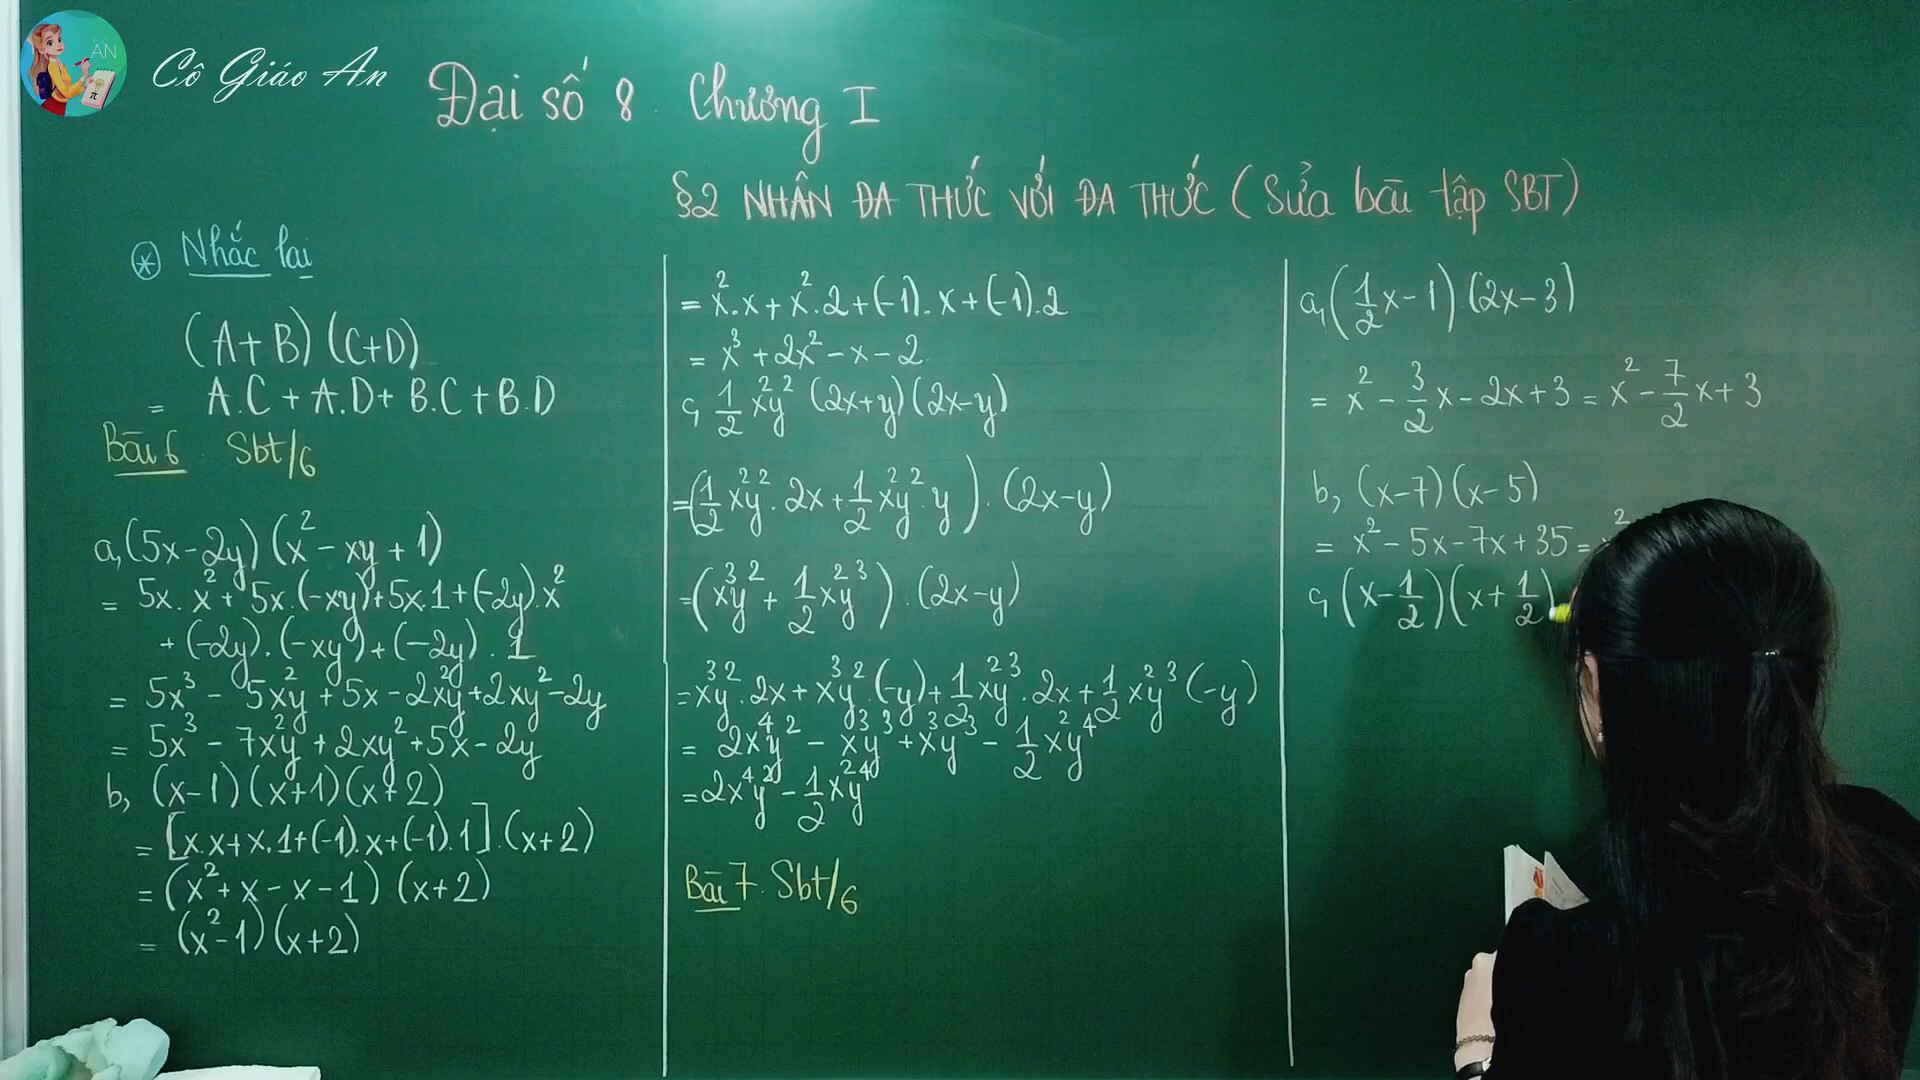 Cô Giáo An
Đại số 8 Chương I
§2 NHÂN ĐA THỨC VỚI ĐA THỨC (Sửa bài tập SBT)
⊛ Nhắc lại
(A+B)(C+D)
= A.C + A.D + B.C + B.D
Bài 6 Sbt/6
a, (5x-2y)(x² - xy + 1)
= 5x.x² + 5x.(-xy) + 5x.1 + (-2y).x²
+ (-2y).(-xy) + (-2y).1
= 5x³ - 5x²y + 5x - 2x²y + 2xy² - 2y
= 5x³ - 7x²y + 2xy² + 5x - 2y
b, (x-1)(x+1)(x+2)
= [x.x + x.1 + (-1).x + (-1).1].(x+2)
= (x² + x - x - 1)(x+2)
= (x² - 1)(x+2)
= x².x + x².2 + (-1).x + (-1).2
= x³ + 2x² - x - 2
c, 1/2 x²y² (2x+y)(2x-y)
= (1/2 x²y².2x + 1/2 x²y².y).(2x-y)
= (x³y² + 1/2 x²y³).(2x-y)
= x³y².2x + x³y²(-y) + 1/2 x²y³.2x + 1/2 x²y³(-y)
= 2x⁴y² - x³y³ + x³y³ - 1/2 x²y⁴
= 2x⁴y² - 1/2 x²y⁴
Bài 7. Sbt/6
a, (1/2 x - 1).(2x - 3)
= x² - 3/2 x - 2x + 3 = x² - 7/2 x + 3
b, (x-7)(x-5)
= x² - 5x - 7x + 35 =
c, (x - 1/2)(x + 1/2)